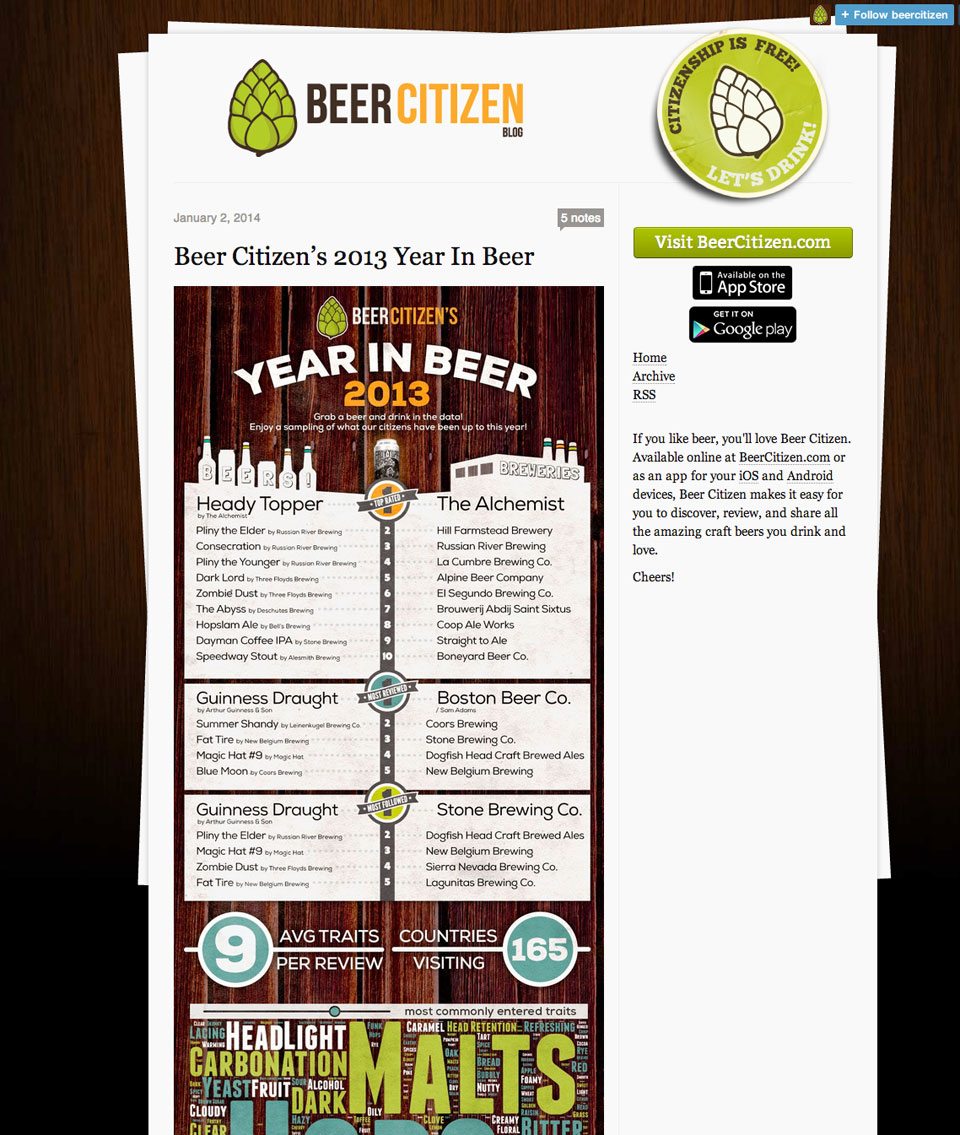 + Follow beercitizen
BEER CITIZEN
BLOG
CITIZENSHIP IS FREE!
LET'S DRINK!
January 2, 2014
5 notes
Beer Citizen's 2013 Year In Beer
BEER CITIZEN'S
YEAR IN BEER
2013
Grab a beer and drink in the data!
Enjoy a sampling of what our citizens have been up to this year!
BEERS!
BREWERIES
1
TOP RATED
Heady Topper The Alchemist
by The Alchemist
Pliny the Elder by Russian River Brewing 2 Hill Farmstead Brewery
Consecration by Russian River Brewing 3 Russian River Brewing
Pliny the Younger by Russian River Brewing 4 La Cumbre Brewing Co.
Dark Lord by Three Floyds Brewing 5 Alpine Beer Company
Zombie Dust by Three Floyds Brewing 6 El Segundo Brewing Co.
The Abyss by Deschutes Brewing 7 Brouwerij Abdij Saint Sixtus
Hopslam Ale by Bell's Brewing 8 Coop Ale Works
Dayman Coffee IPA by Stone Brewing 9 Straight to Ale
Speedway Stout by Alesmith Brewing 10 Boneyard Beer Co.
1
MOST REVIEWED
Guinness Draught Boston Beer Co.
by Arthur Guinness & Son / Sam Adams
Summer Shandy by Leinenkugel Brewing Co. 2 Coors Brewing
Fat Tire by New Belgium Brewing 3 Stone Brewing Co.
Magic Hat #9 by Magic Hat 4 Dogfish Head Craft Brewed Ales
Blue Moon by Coors Brewing 5 New Belgium Brewing
1
MOST FOLLOWED
Guinness Draught Stone Brewing Co.
by Arthur Guinness & Son
Pliny the Elder by Russian River Brewing 2 Dogfish Head Craft Brewed Ales
Magic Hat #9 by Magic Hat 3 New Belgium Brewing
Zombie Dust by Three Floyds Brewing 4 Sierra Nevada Brewing Co.
Fat Tire by New Belgium Brewing 5 Lagunitas Brewing Co.
9 AVG TRAITS PER REVIEW
COUNTRIES VISITING 165
most commonly entered traits
LACING
WARMING
HEADLIGHT
CARBONATION
YEAST
FRUIT
SOUR
ALCOHOL
DARK
CLOUDY
HAZY
CLEAR
FUNK
HOPS
PINE
OILY
MALTS
CARAMEL
HEAD RETENTION
REFRESHING
TART
SPICE
OAK
BREAD
BUBBLY
NUTTY
APPLE
FOAMY
WHEAT
RAISIN
RYE
RED
CLOVE
CREAMY
FLORAL
BITTER
HOPS
Visit BeerCitizen.com
Available on the
App Store
GET IT ON
Google play
Home
Archive
RSS
If you like beer, you'll love Beer Citizen.
Available online at BeerCitizen.com or
as an app for your iOS and Android
devices, Beer Citizen makes it easy for
you to discover, review, and share all
the amazing craft beers you drink and
love.
Cheers!